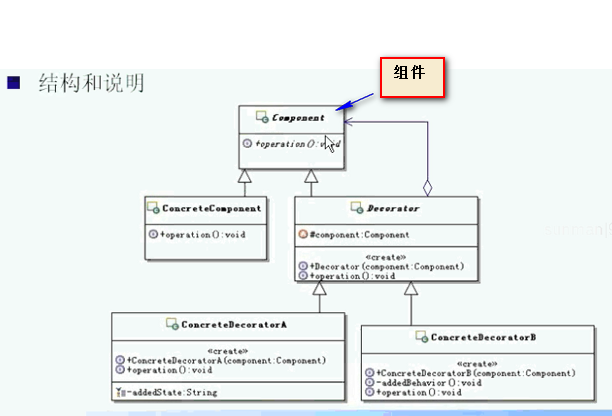 结构和说明
组件
Component
+operation():void
ConcreteComponent
+operation():void
Decorator
#component:Component
«create»
+Decorator(component:Component)
+operation():void
ConcreteDecoratorA
«create»
+ConcreteDecoratorA(component:Component)
+operation():void
-addedState:String
ConcreteDecoratorB
«create»
+ConcreteDecoratorB(component:Component)
-addedBehavior():void
+operation():void